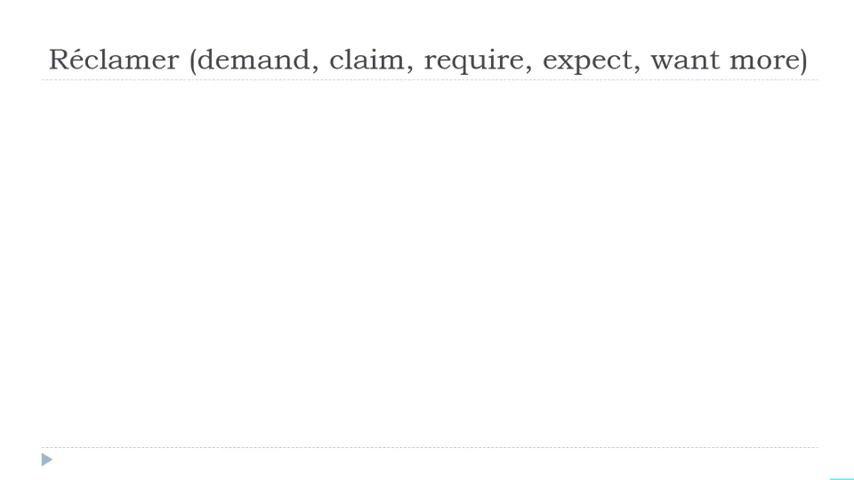 Réclamer (demand, claim, require, expect, want more)